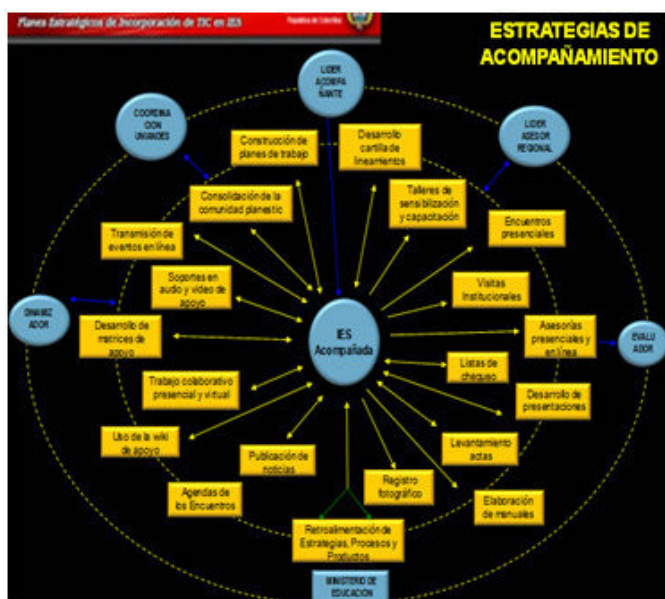 Planes Estratégicos de Incorporación de TIC en IES
República de Colombia
ESTRATEGIAS DE
ACOMPAÑAMIENTO
LIDER
ACOMPA
ÑANTE
COORDINA
CION UNIANDES
LIDER
ASESOR
REGIONAL
Construcción de
planes de trabajo
Desarrollo
cartilla de
lineamientos
Consolidación de la
comunidad planestic
Talleres de
sensibilización
y capacitación
Transmisión de
eventos en línea
Encuentros
presenciales
Soportes en
audio y video de
apoyo
Visitas
Institucionales
DINAMIZ
ADOR
Desarrollo de
matrices de
apoyo
IES
Acompañada
Asesorías
presenciales y
en línea
EVALU
ADOR
Trabajo colaborativo
presencial y virtual
Listas
de chequeo
Desarrollo de
presentaciones
Uso de la wiki
de apoyo
Publicación de
noticias
Levantamiento
actas
Agendas de
los Encuentros
Registro
fotográfico
Elaboración
de manuales
Retroalimentación de
Estrategias, Procesos y
Productos
MINISTERIO DE
EDUCACIÓN